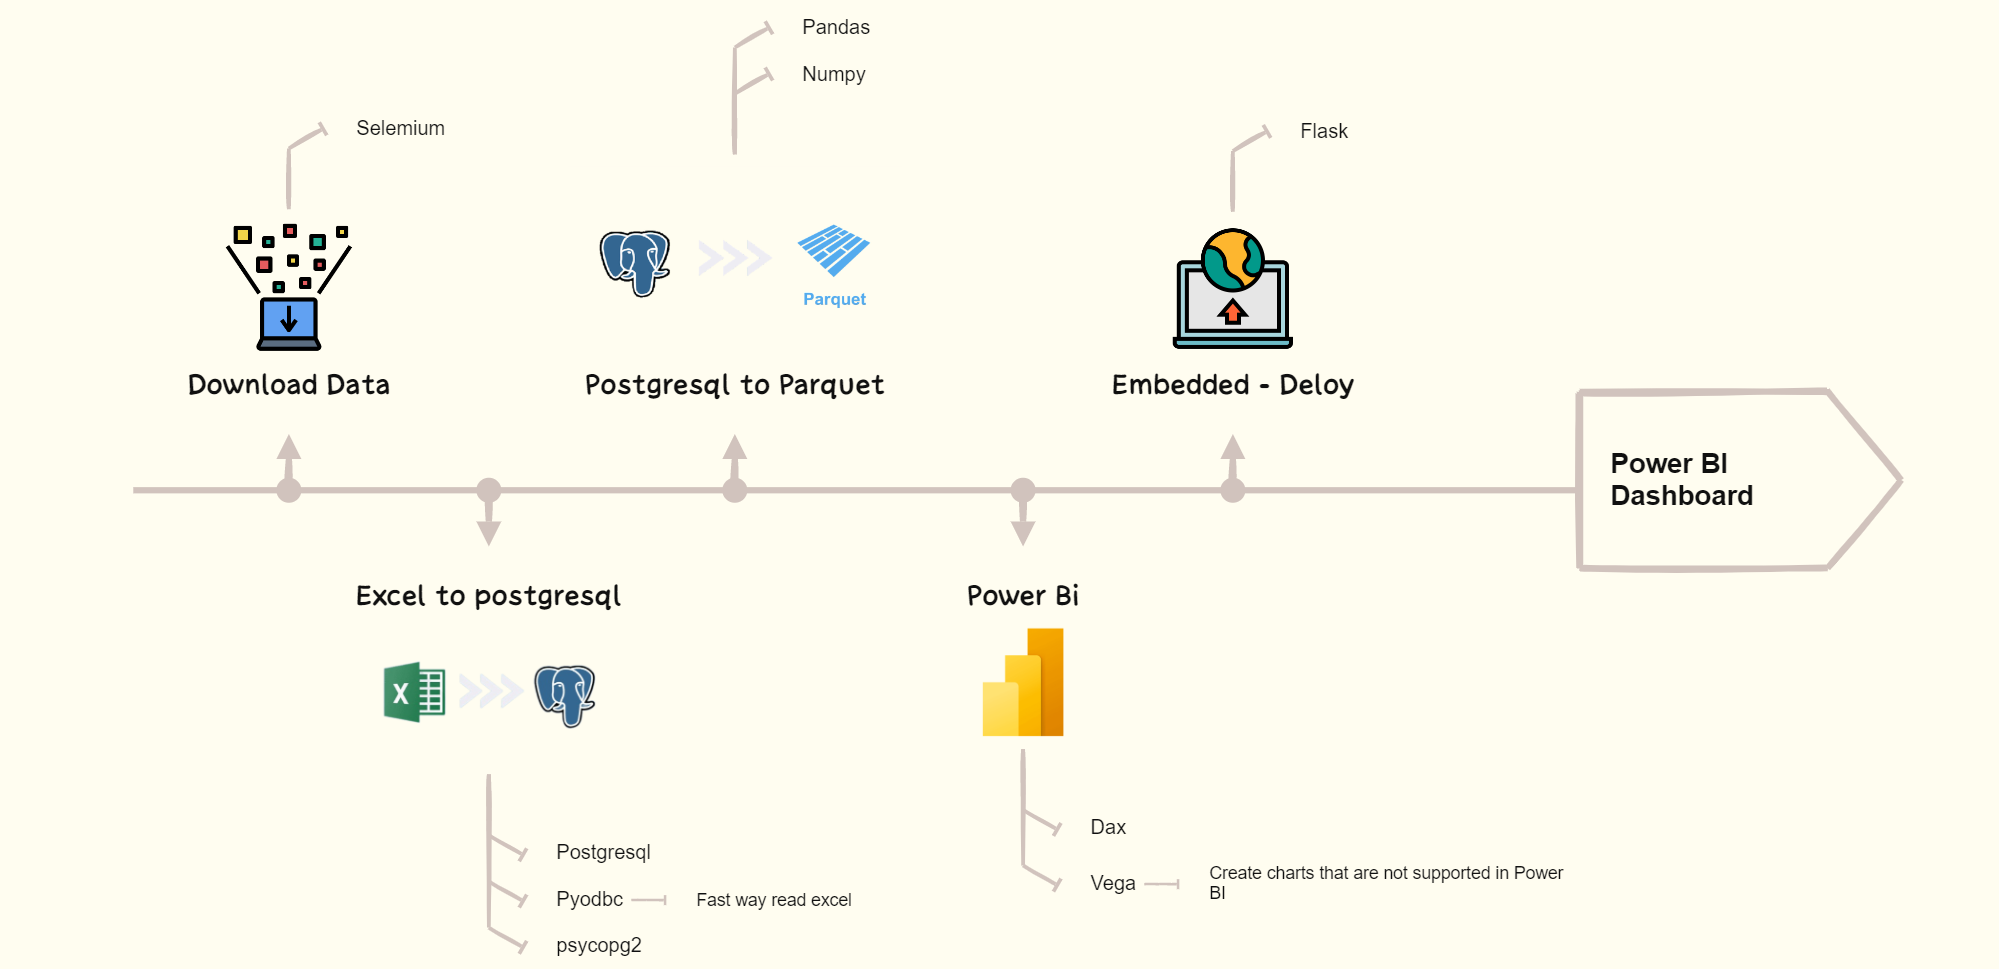 Pandas
Numpy
Selemium
Flask
Parquet
Download Data
Postgresql to Parquet
Embedded - Deloy
Power BI
Dashboard
Excel to postgresql
Power Bi
X
Postgresql
Pyodbc
Fast way read excel
psycopg2
Dax
Vega
Create charts that are not supported in Power
BI